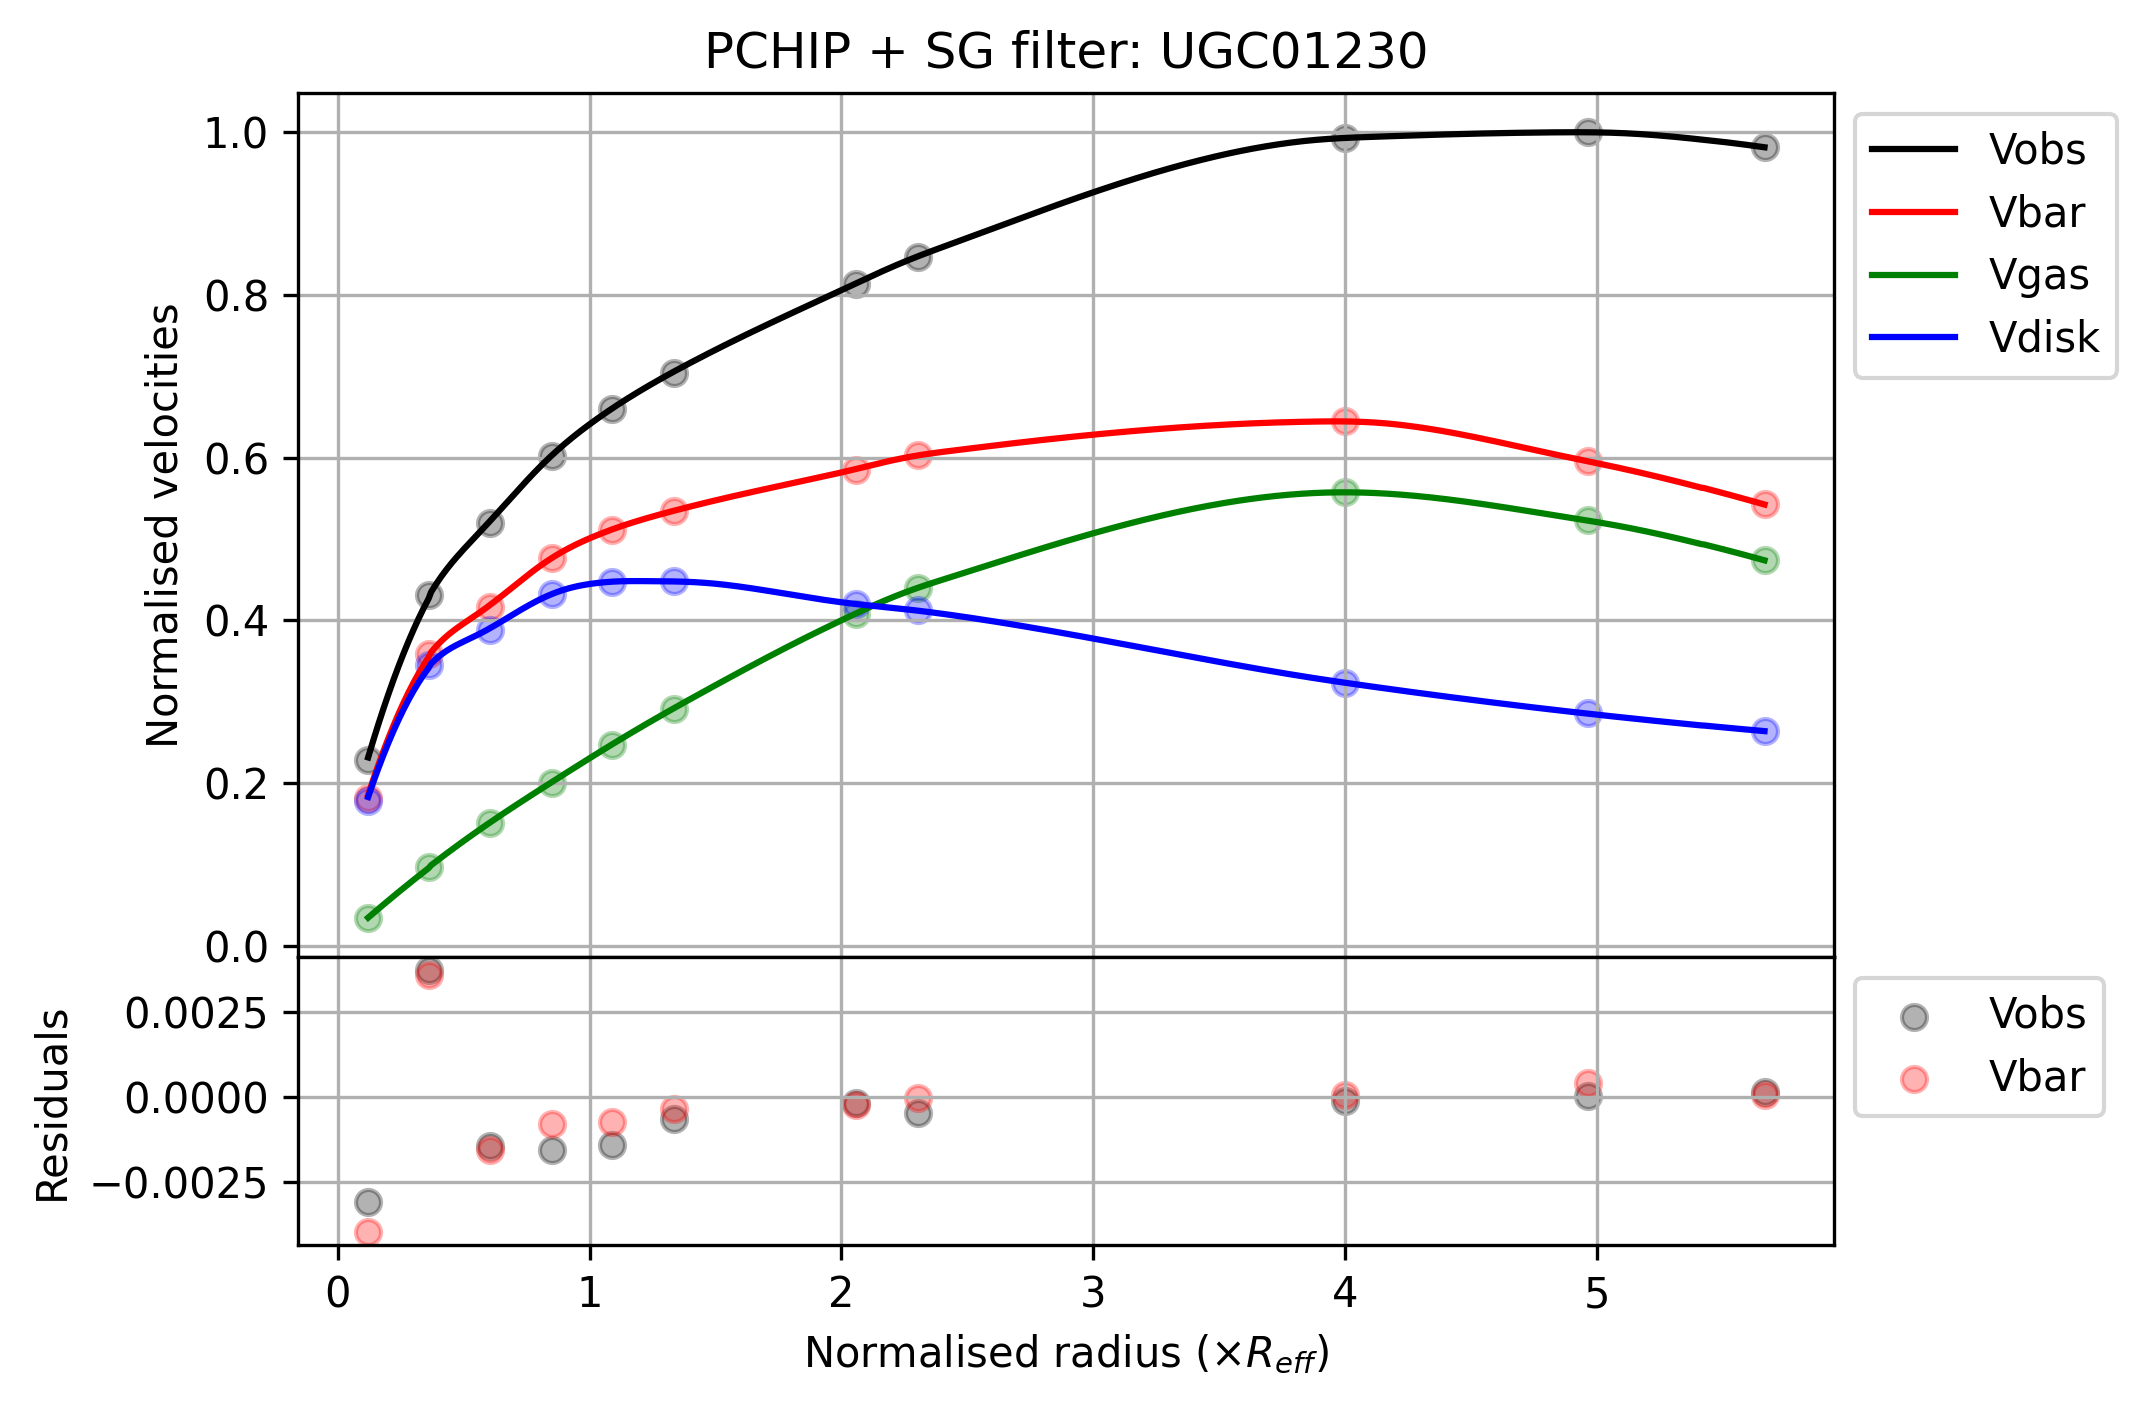 PCHIP + SG filter: UGC01230
Normalised velocities
1.0
0.8
0.6
0.4
0.2
0.0
Vobs
Vbar
Vgas
Vdisk
Residuals
0.0025
0.0000
−0.0025
Vobs
Vbar
0 1 2 3 4 5
Normalised radius (×R_eff)